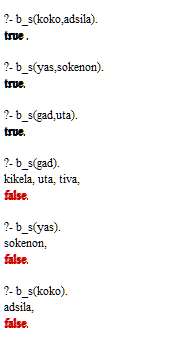 ?- b_s(koko,adsila).
true .
?- b_s(yas,sokenon).
true.
?- b_s(gad,uta).
true.
?- b_s(gad).
kikela, uta, tiva,
false.
?- b_s(yas).
sokenon,
false.
?- b_s(koko).
adsila,
false.